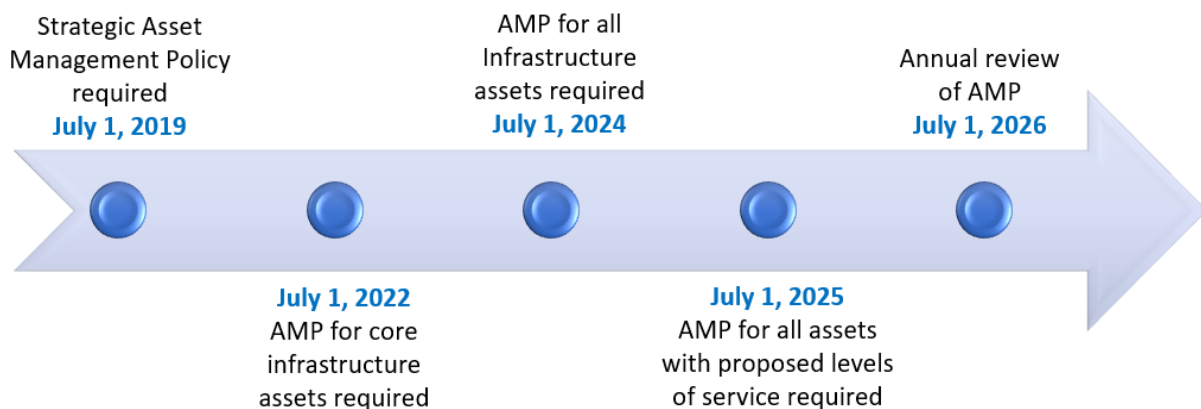 Strategic Asset
Management Policy
required
July 1, 2019
July 1, 2022
AMP for core
infrastructure
assets required
AMP for all
Infrastructure
assets required
July 1, 2024
July 1, 2025
AMP for all assets
with proposed levels
of service required
Annual review
of AMP
July 1, 2026